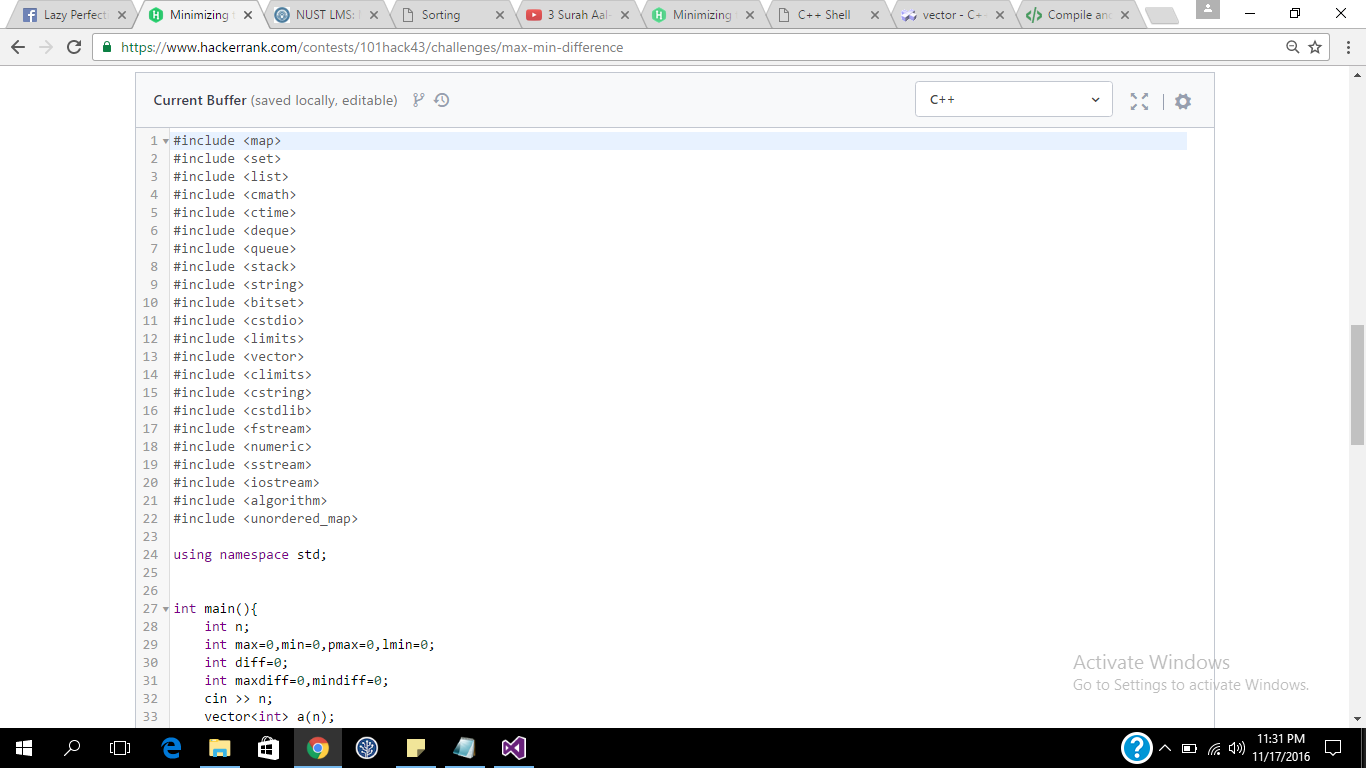 Lazy Perfect
Minimizing
NUST LMS:
Sorting
3 Surah Aal-
Minimizing
C++ Shell
vector - C+
Compile an
https://www.hackerrank.com/contests/101hack43/challenges/max-min-difference
Current Buffer (saved locally, editable)
C++
1 #include <map>
2 #include <set>
3 #include <list>
4 #include <cmath>
5 #include <ctime>
6 #include <deque>
7 #include <queue>
8 #include <stack>
9 #include <string>
10 #include <bitset>
11 #include <cstdio>
12 #include <limits>
13 #include <vector>
14 #include <climits>
15 #include <cstring>
16 #include <cstdlib>
17 #include <fstream>
18 #include <numeric>
19 #include <sstream>
20 #include <iostream>
21 #include <algorithm>
22 #include <unordered_map>
23
24 using namespace std;
25
26
27 int main(){
28 int n;
29 int max=0,min=0,pmax=0,lmin=0;
30 int diff=0;
31 int maxdiff=0,mindiff=0;
32 cin >> n;
33 vector<int> a(n);
Activate Windows
Go to Settings to activate Windows.
11:31 PM
11/17/2016